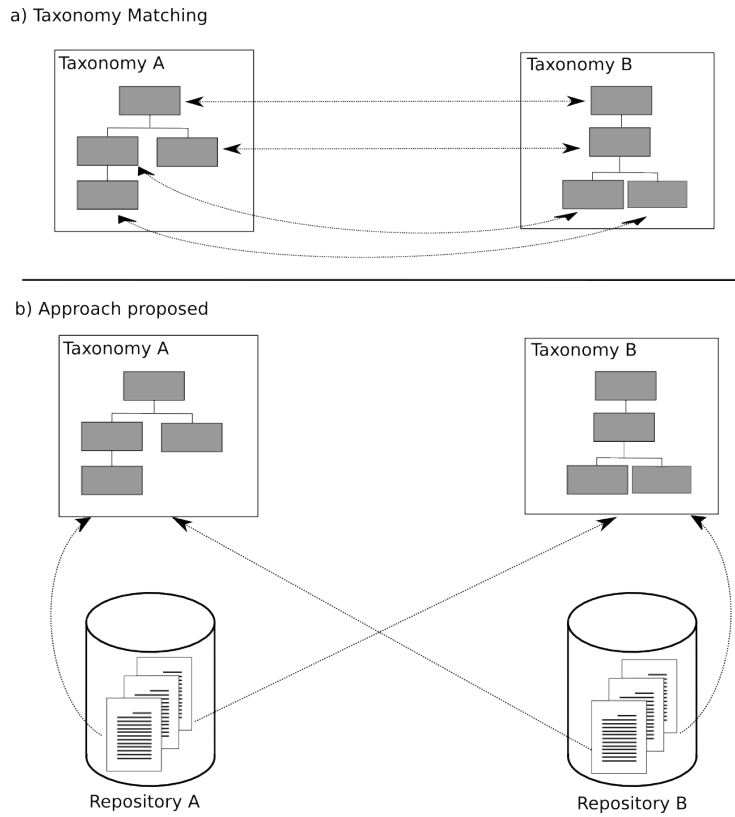 a) Taxonomy Matching
Taxonomy A
Taxonomy B
b) Approach proposed
Taxonomy A
Taxonomy B
Repository A
Repository B